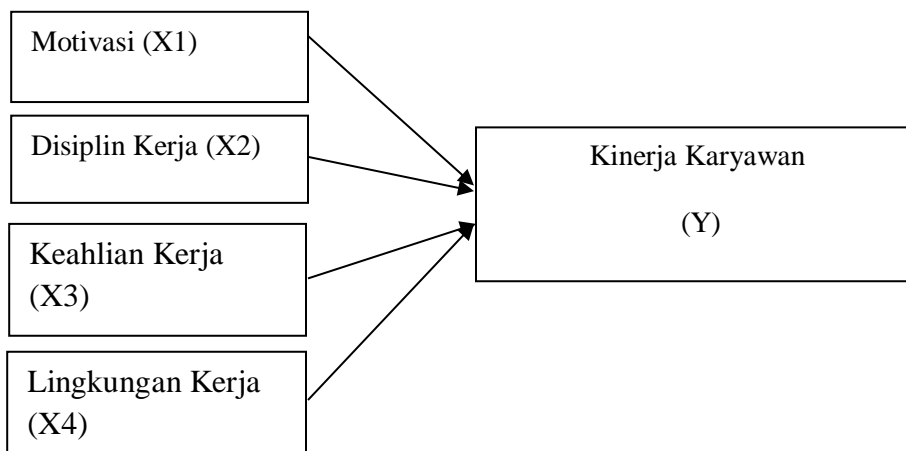 Motivasi (X1)
Disiplin Kerja (X2)
Keahlian Kerja
(X3)
Lingkungan Kerja
(X4)
Kinerja Karyawan
(Y)